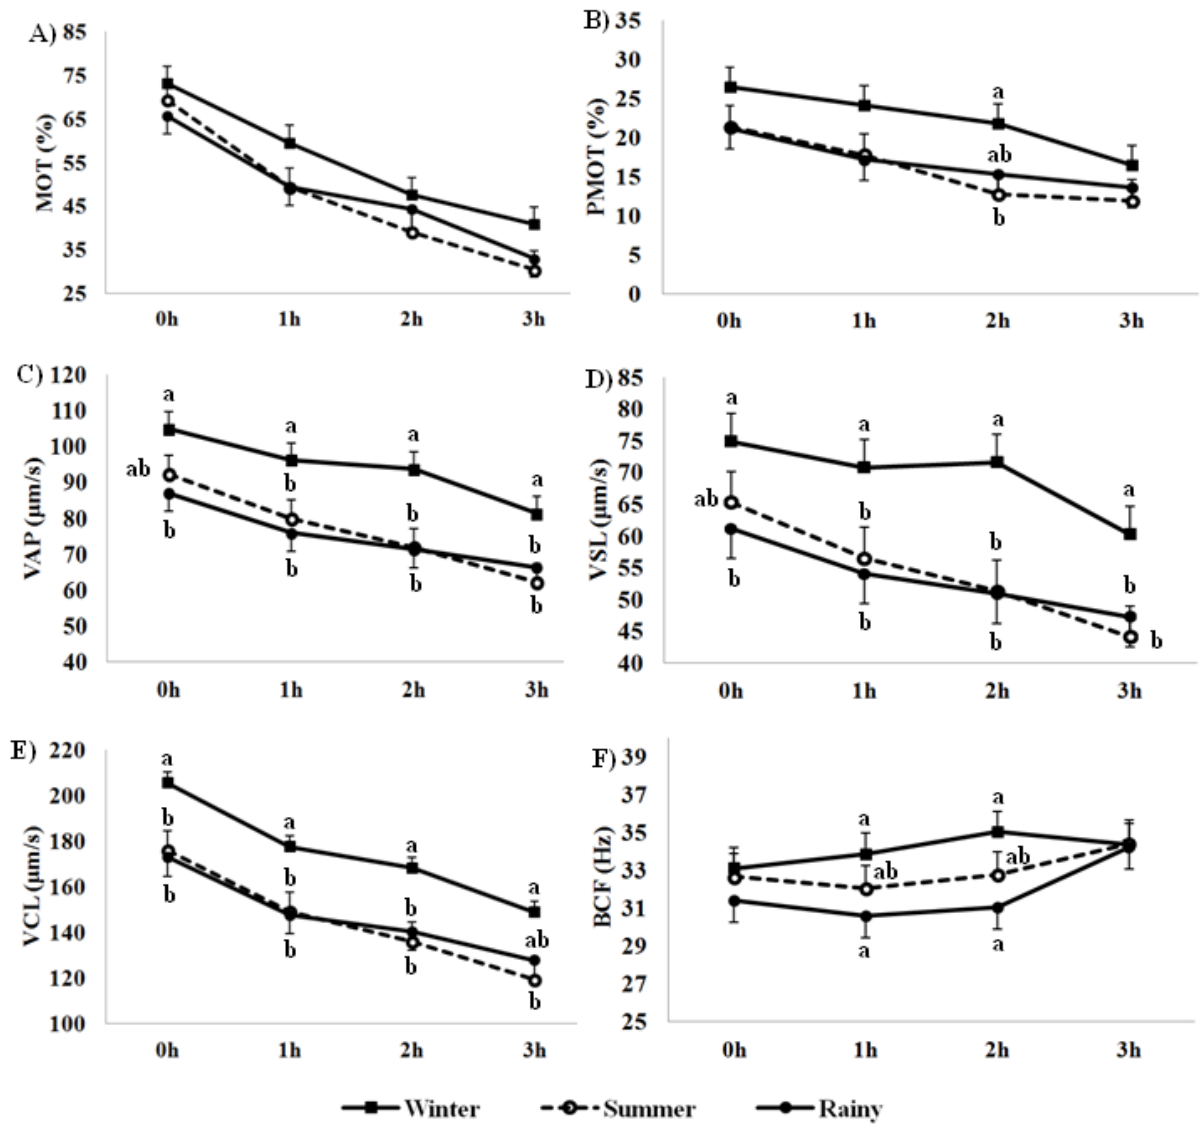 A)
MOT (%)
85
75
65
55
45
35
25
0h 1h 2h 3h
B)
PMOT (%)
35
30
25
20
15
10
5
0
a
ab
b
0h 1h 2h 3h
C)
VAP (µm/s)
120
110
100
90
80
70
60
50
40
a
a
a
a
ab
b
b
b
b
b
b
b
0h 1h 2h 3h
D)
VSL (µm/s)
85
80
75
70
65
60
55
50
45
40
a
a
a
a
ab
b
b
b
b
b
b
b
0h 1h 2h 3h
E)
VCL (µm/s)
220
200
180
160
140
120
100
a
a
a
a
b
b
b
ab
b
b
b
b
0h 1h 2h 3h
F)
BCF (Hz)
39
37
35
33
31
29
27
25
a
a
ab
ab
a
a
0h 1h 2h 3h
Winter Summer Rainy